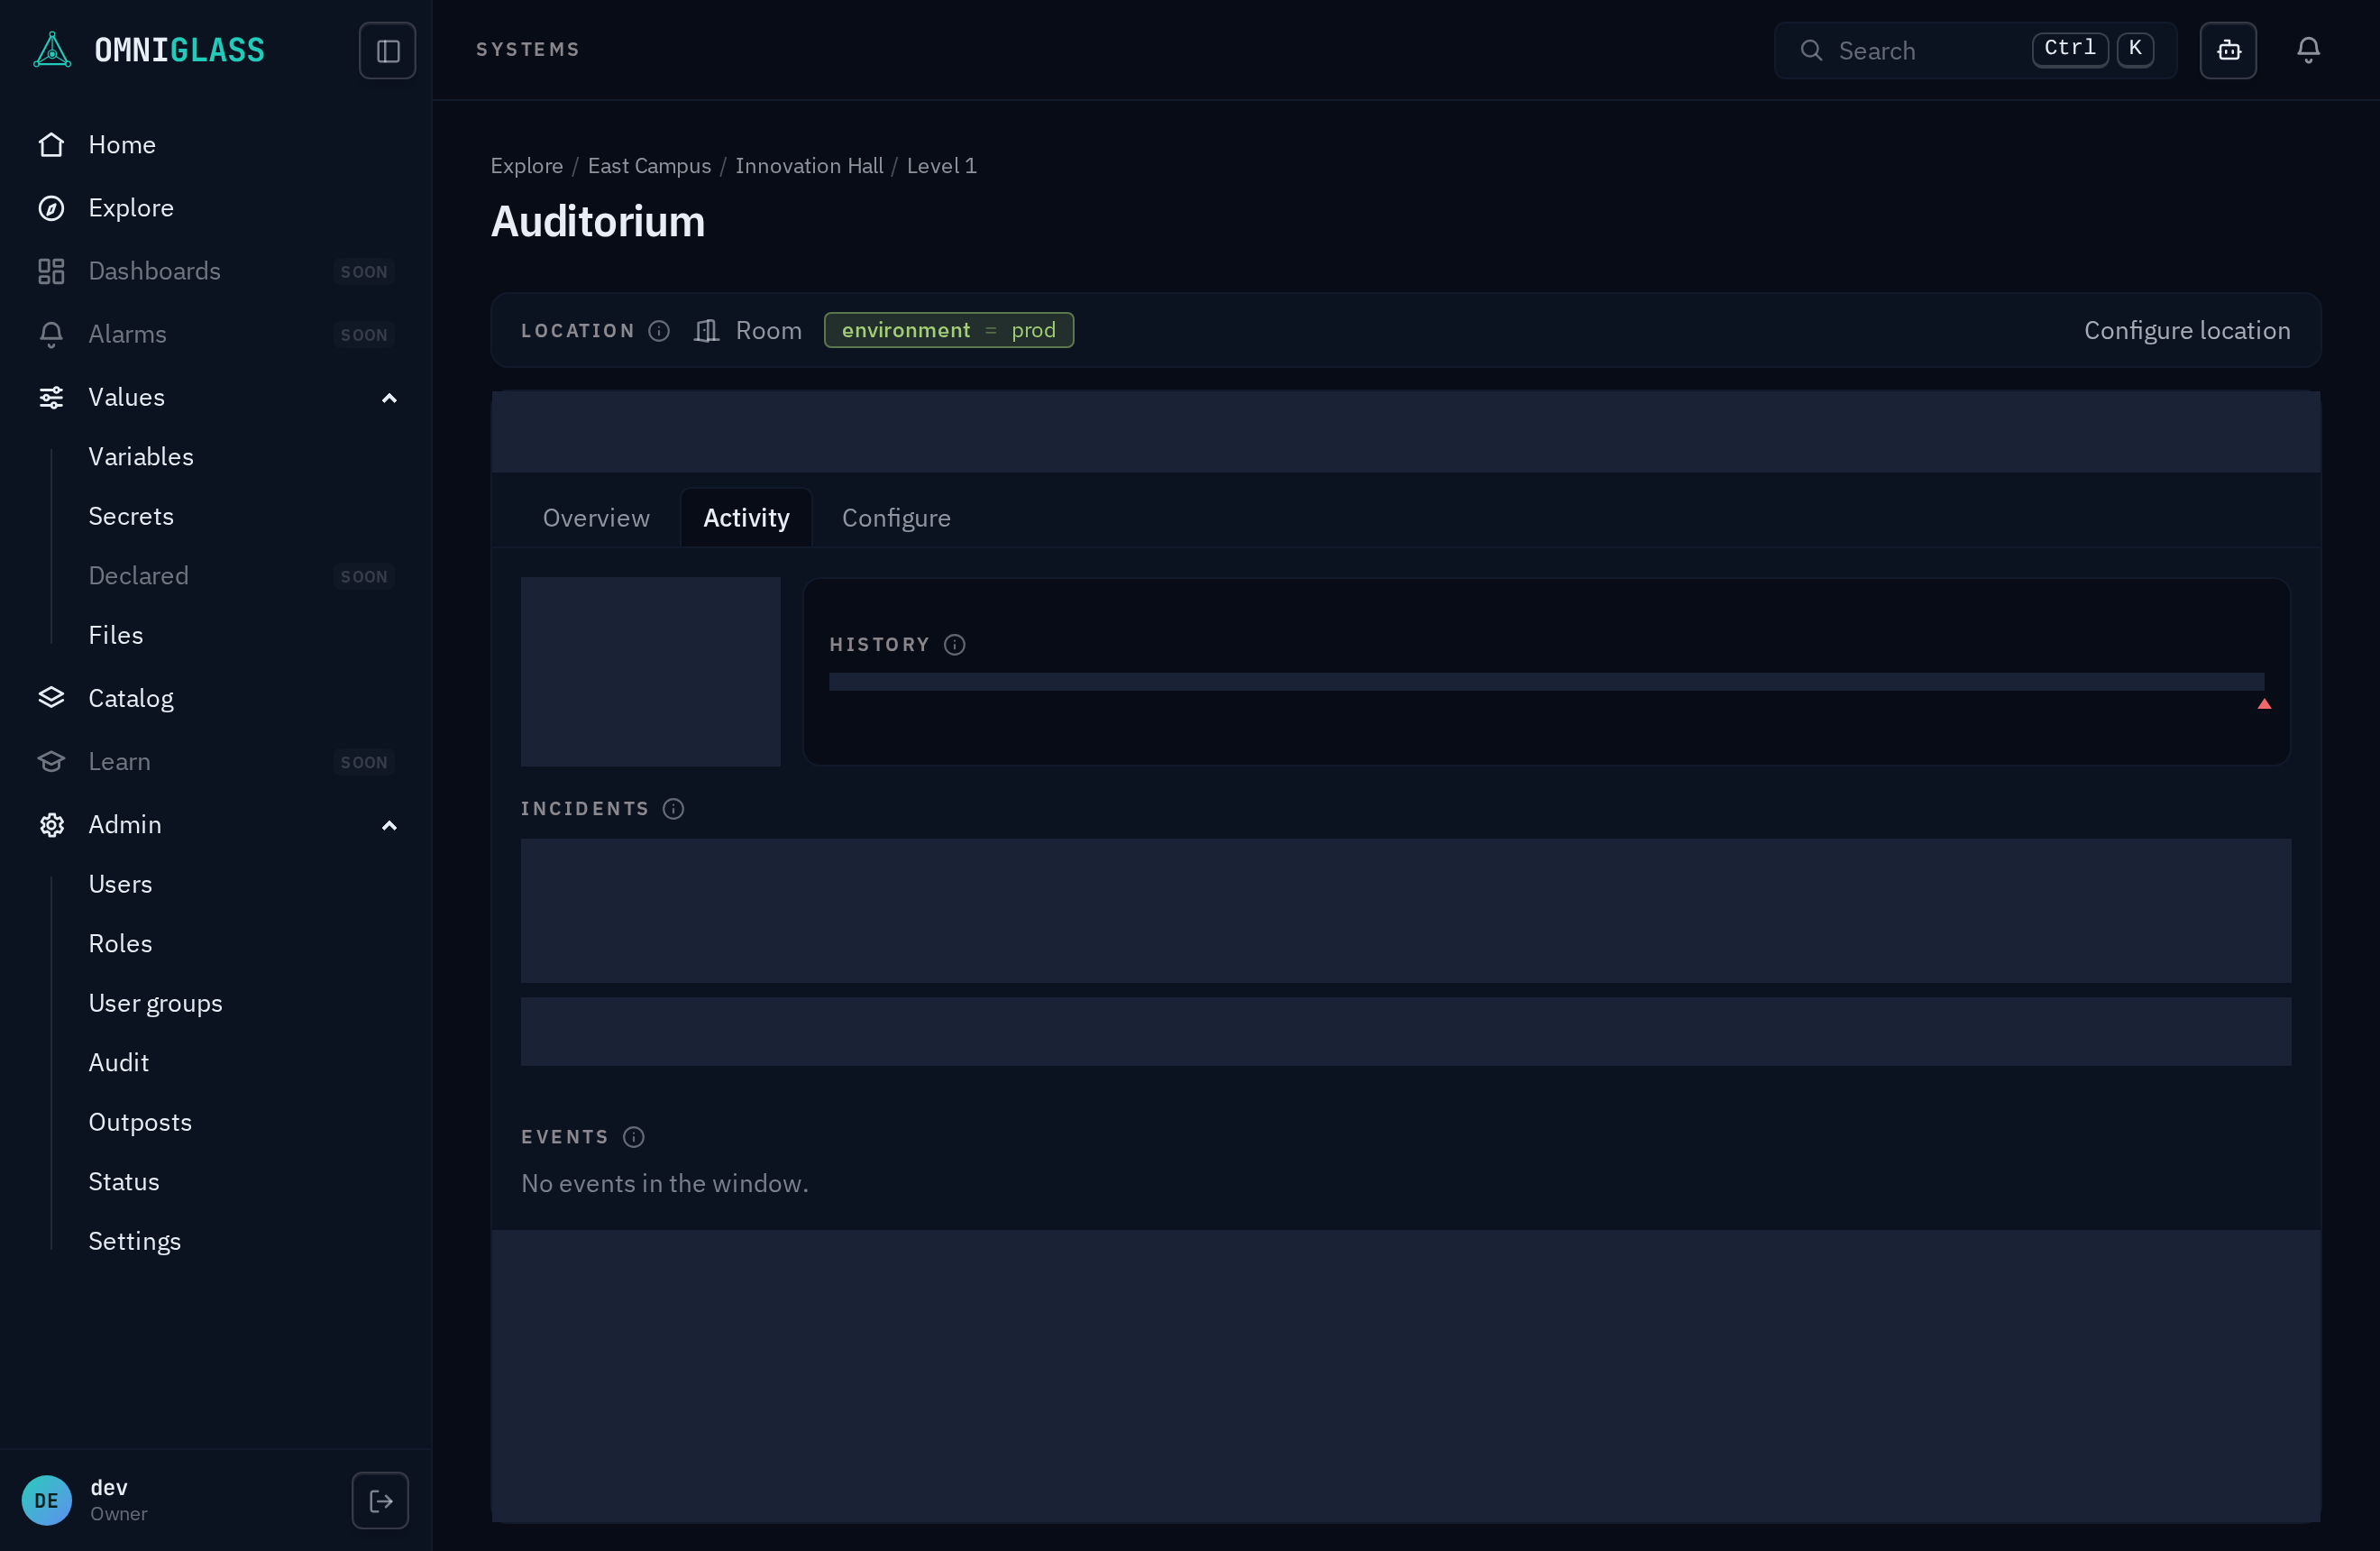 OMNIGLASS
Home
Explore
Dashboards SOON
Alarms SOON
Values
Variables
Secrets
Declared SOON
Files
Catalog
Learn SOON
Admin
Users
Roles
User groups
Audit
Outposts
Status
Settings
DE dev
Owner
SYSTEMS
Search Ctrl K
Explore / East Campus / Innovation Hall / Level 1
Auditorium
LOCATION Room environment = prod Configure location
Overview Activity Configure
HISTORY
INCIDENTS
EVENTS
No events in the window.